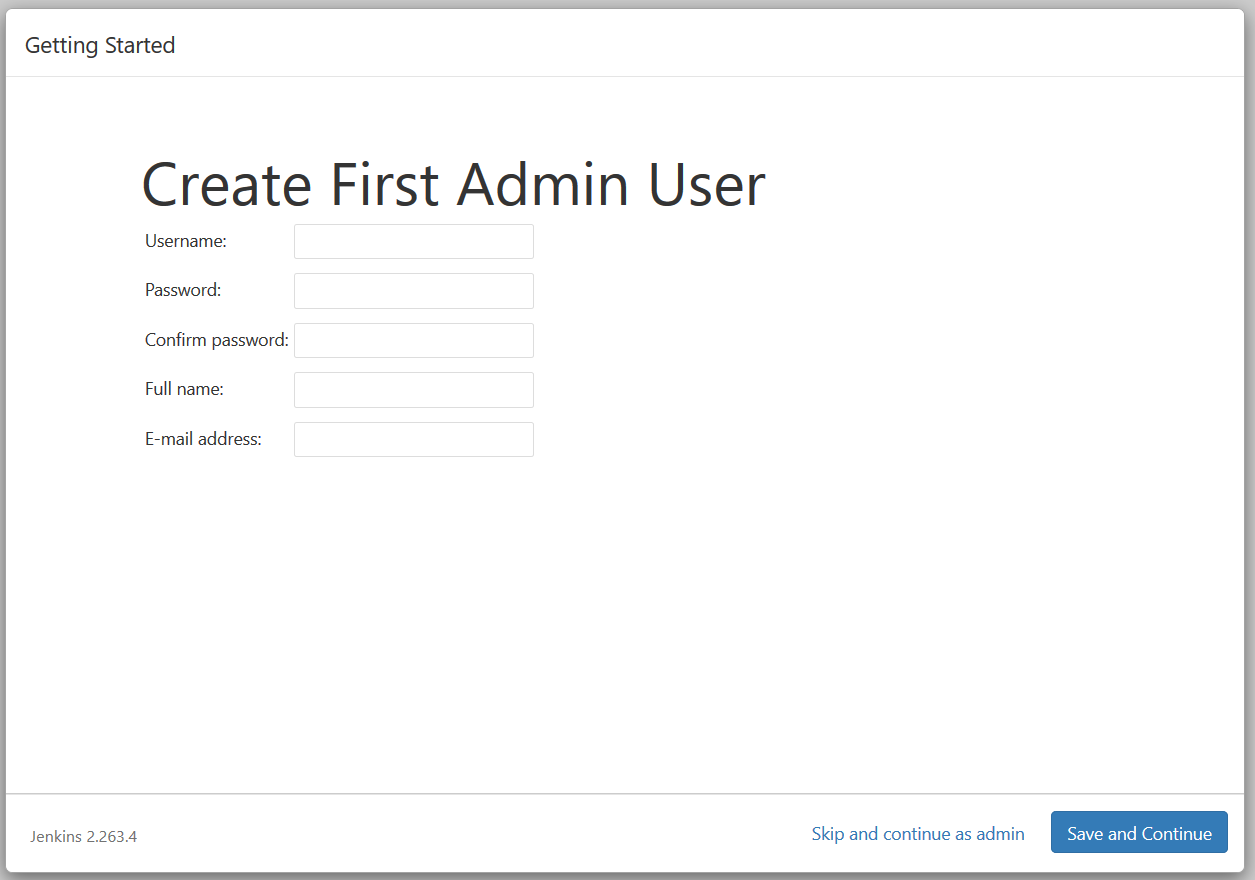 Getting Started
Create First Admin User
Username:
Password:
Confirm password:
Full name:
E-mail address:
Jenkins 2.263.4
Skip and continue as admin
Save and Continue